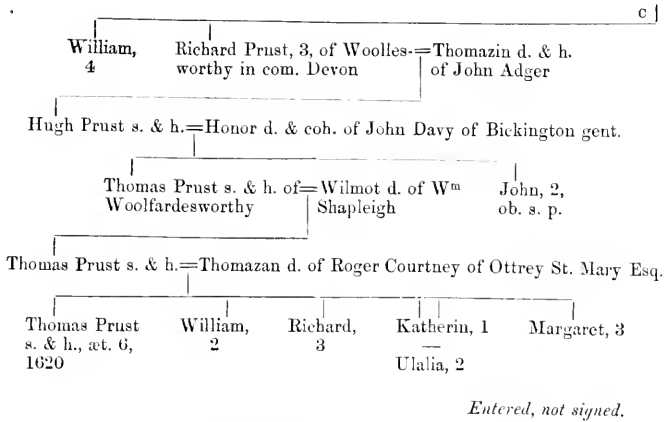 c
William, Richard Prust, 3, of Woolles-=Thomazin d. & h.
4 worthy in com. Devon of John Adger
Hugh Prust s. & h.=Honor d. & coh. of John Davy of Bickington gent.
Thomas Prust s. & h. of=Wilmot d. of Wᵐ John, 2,
Woolfardesworthy Shapleigh ob. s. p.
Thomas Prust s. & h.=Thomazan d. of Roger Courtney of Ottrey St. Mary Esq.
Thomas Prust William, Richard, Katherin, 1 Margaret, 3
s. & h., æt. 6, 2 3 —
1620 Ulalia, 2
Entered, not signed.